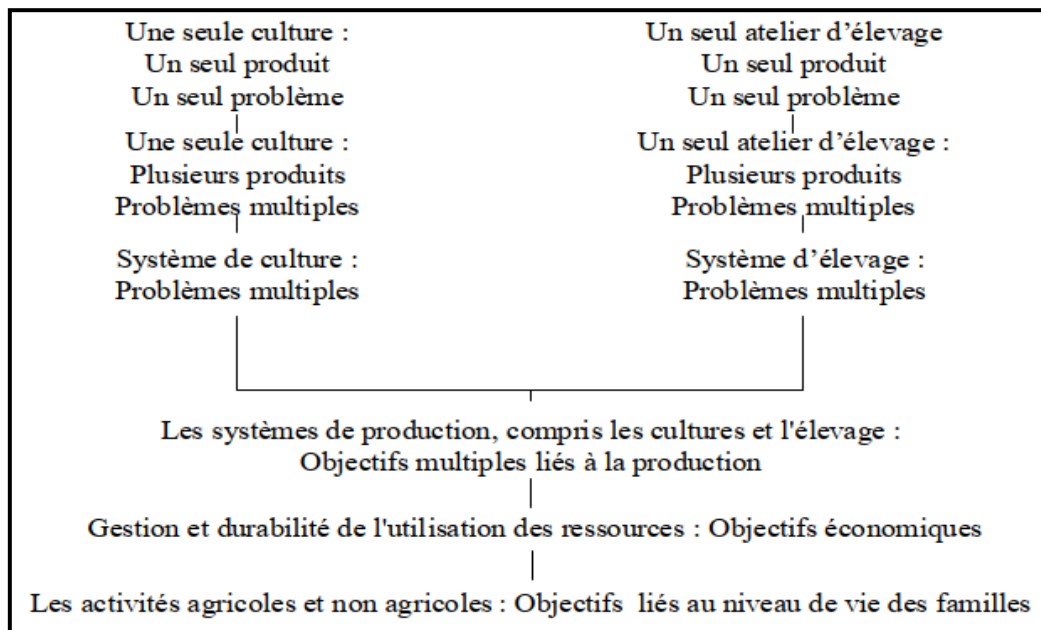 Une seule culture :
Un seul produit
Un seul problème
Une seule culture :
Plusieurs produits
Problèmes multiples
Système de culture :
Problèmes multiples
Un seul atelier d’élevage
Un seul produit
Un seul problème
Un seul atelier d’élevage :
Plusieurs produits
Problèmes multiples
Système d’élevage :
Problèmes multiples
Les systèmes de production, compris les cultures et l'élevage :
Objectifs multiples liés à la production
Gestion et durabilité de l'utilisation des ressources : Objectifs économiques
Les activités agricoles et non agricoles : Objectifs liés au niveau de vie des familles